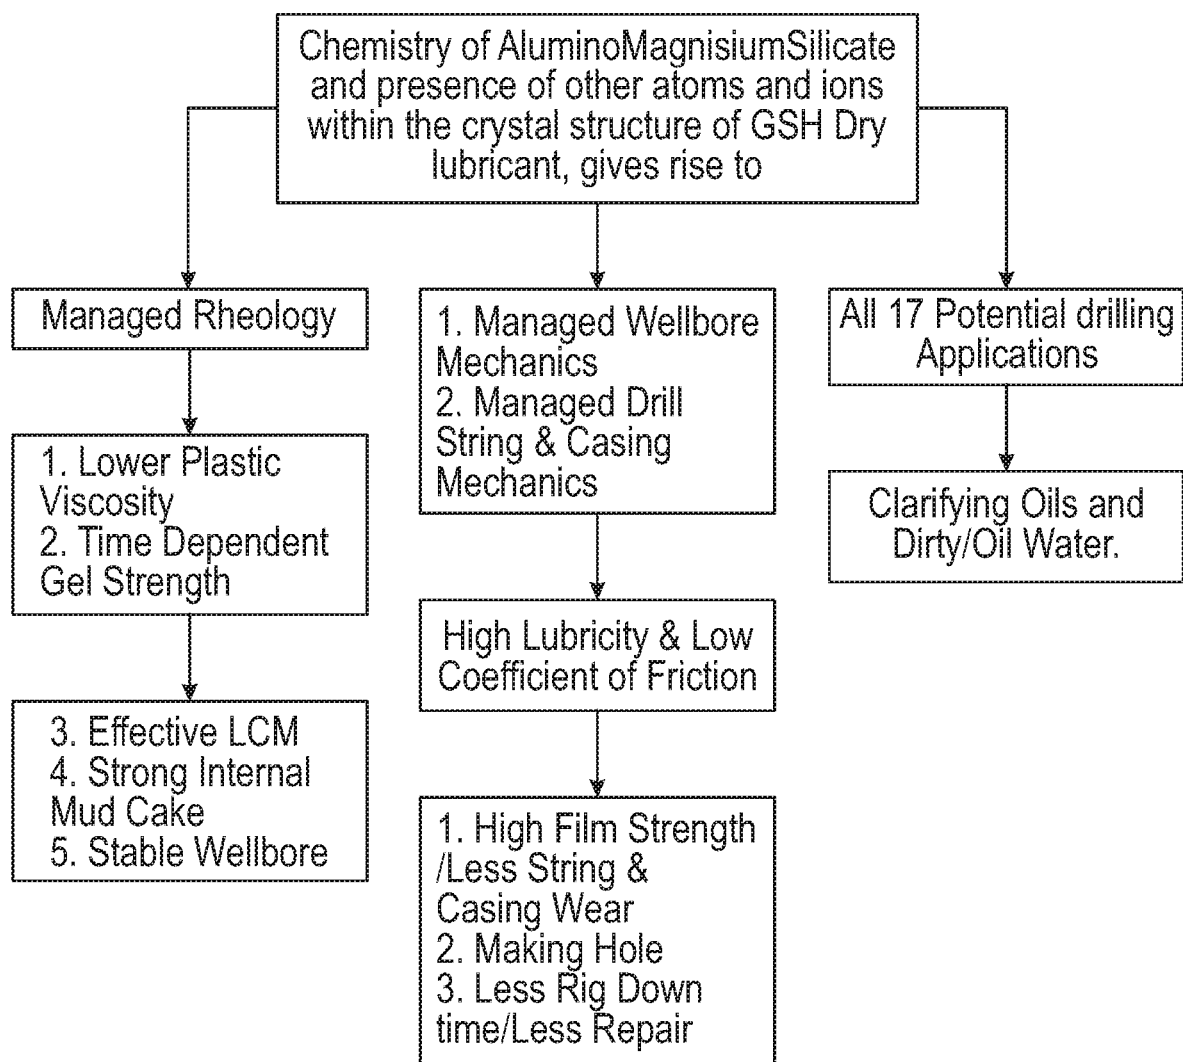 Chemistry of AluminoMagnisiumSilicate
and presence of other atoms and ions
within the crystal structure of GSH Dry
lubricant, gives rise to
Managed Rheology
1. Lower Plastic
Viscosity
2. Time Dependent
Gel Strength
3. Effective LCM
4. Strong Internal
Mud Cake
5. Stable Wellbore
1. Managed Wellbore
Mechanics
2. Managed Drill
String & Casing
Mechanics
High Lubricity & Low
Coefficient of Friction
1. High Film Strength
/Less String &
Casing Wear
2. Making Hole
3. Less Rig Down
time/Less Repair
All 17 Potential drilling
Applications
Clarifying Oils and
Dirty/Oil Water.